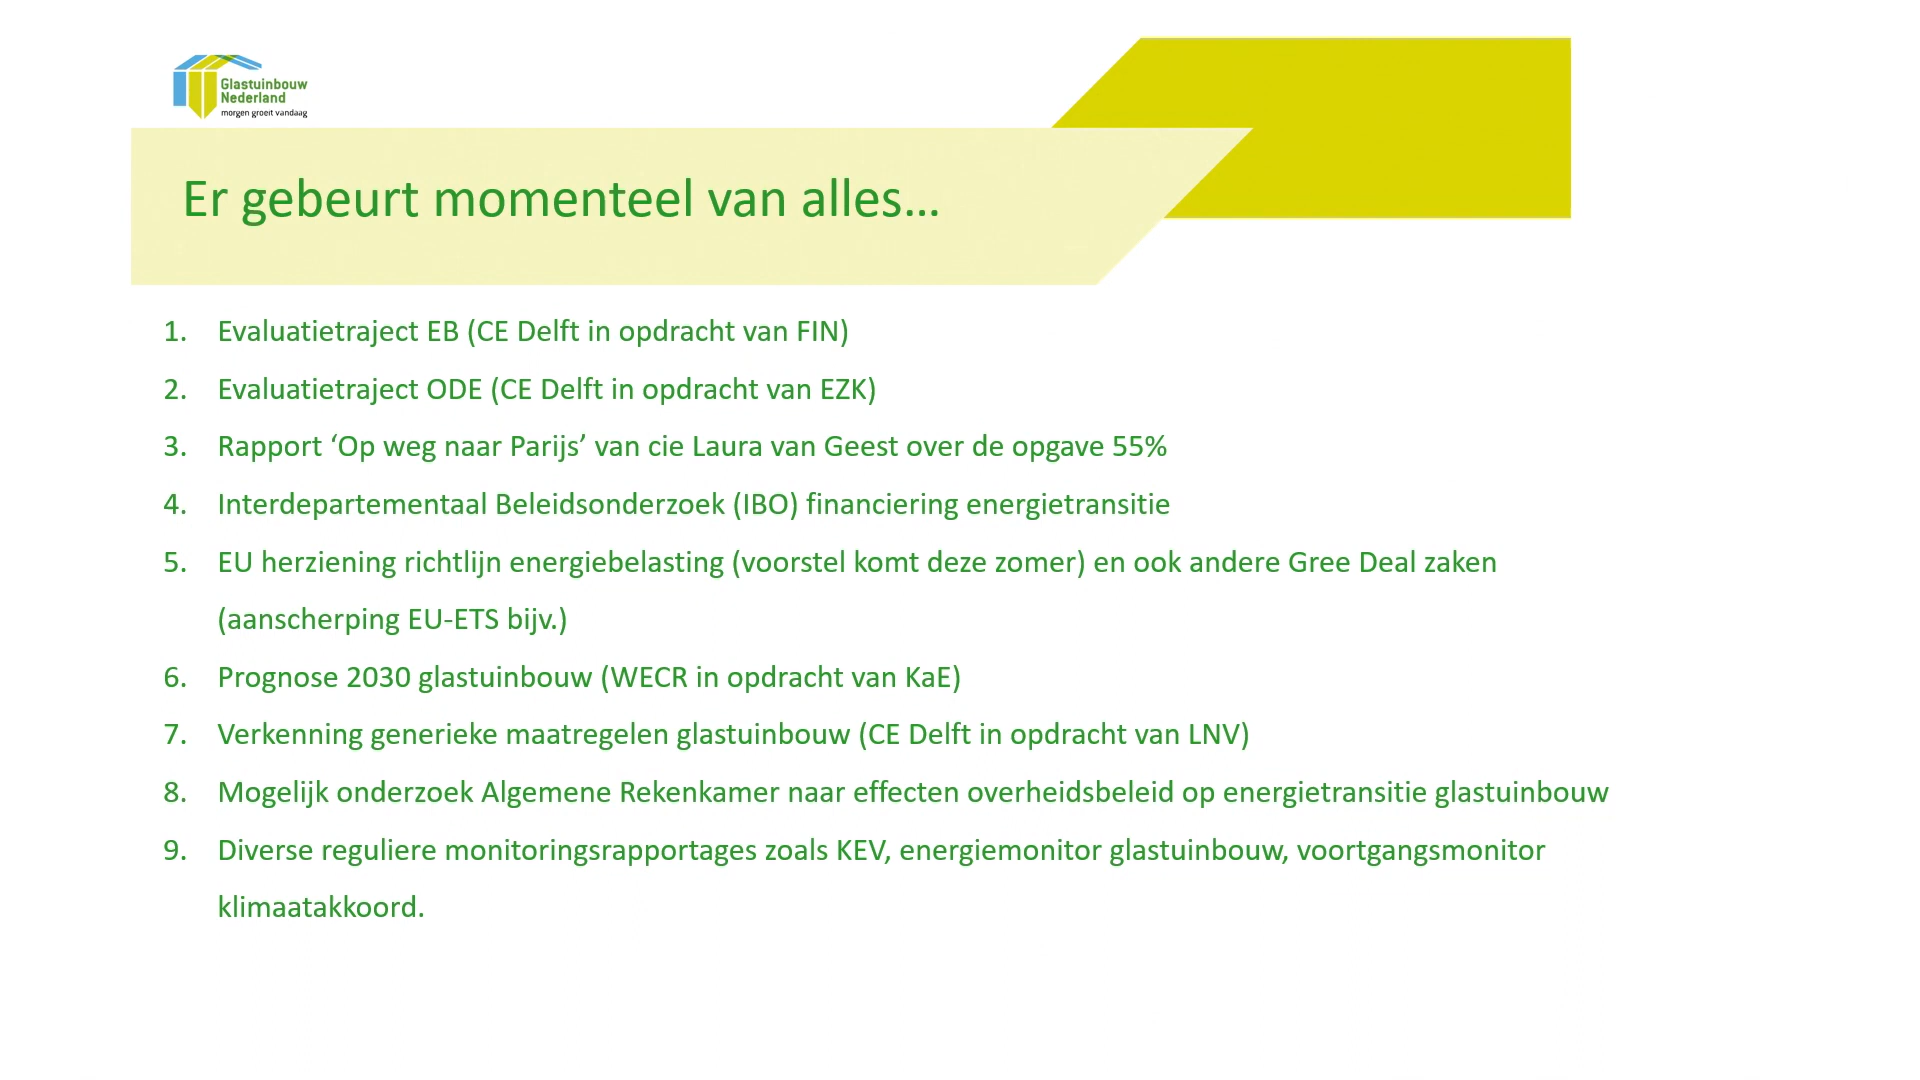 Glastuinbouw
Nederland
morgen groeit vandaag
Er gebeurt momenteel van alles...
1. Evaluatietraject EB (CE Delft in opdracht van FIN)
2. Evaluatietraject ODE (CE Delft in opdracht van EZK)
3. Rapport ‘Op weg naar Parijs’ van cie Laura van Geest over de opgave 55%
4. Interdepartementaal Beleidsonderzoek (IBO) financiering energietransitie
5. EU herziening richtlijn energiebelasting (voorstel komt deze zomer) en ook andere Gree Deal zaken
(aanscherping EU-ETS bijv.)
6. Prognose 2030 glastuinbouw (WECR in opdracht van KaE)
7. Verkenning generieke maatregelen glastuinbouw (CE Delft in opdracht van LNV)
8. Mogelijk onderzoek Algemene Rekenkamer naar effecten overheidsbeleid op energietransitie glastuinbouw
9. Diverse reguliere monitoringsrapportages zoals KEV, energiemonitor glastuinbouw, voortgangsmonitor
klimaatakkoord.